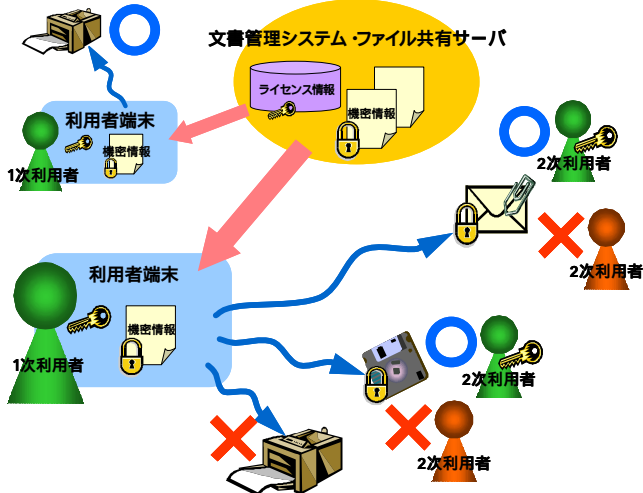 文書管理システム・ファイル共有サーバ
ライセンス情報
機密情報
利用者端末
機密情報
1次利用者
2次利用者
2次利用者
利用者端末
機密情報
1次利用者
2次利用者
2次利用者